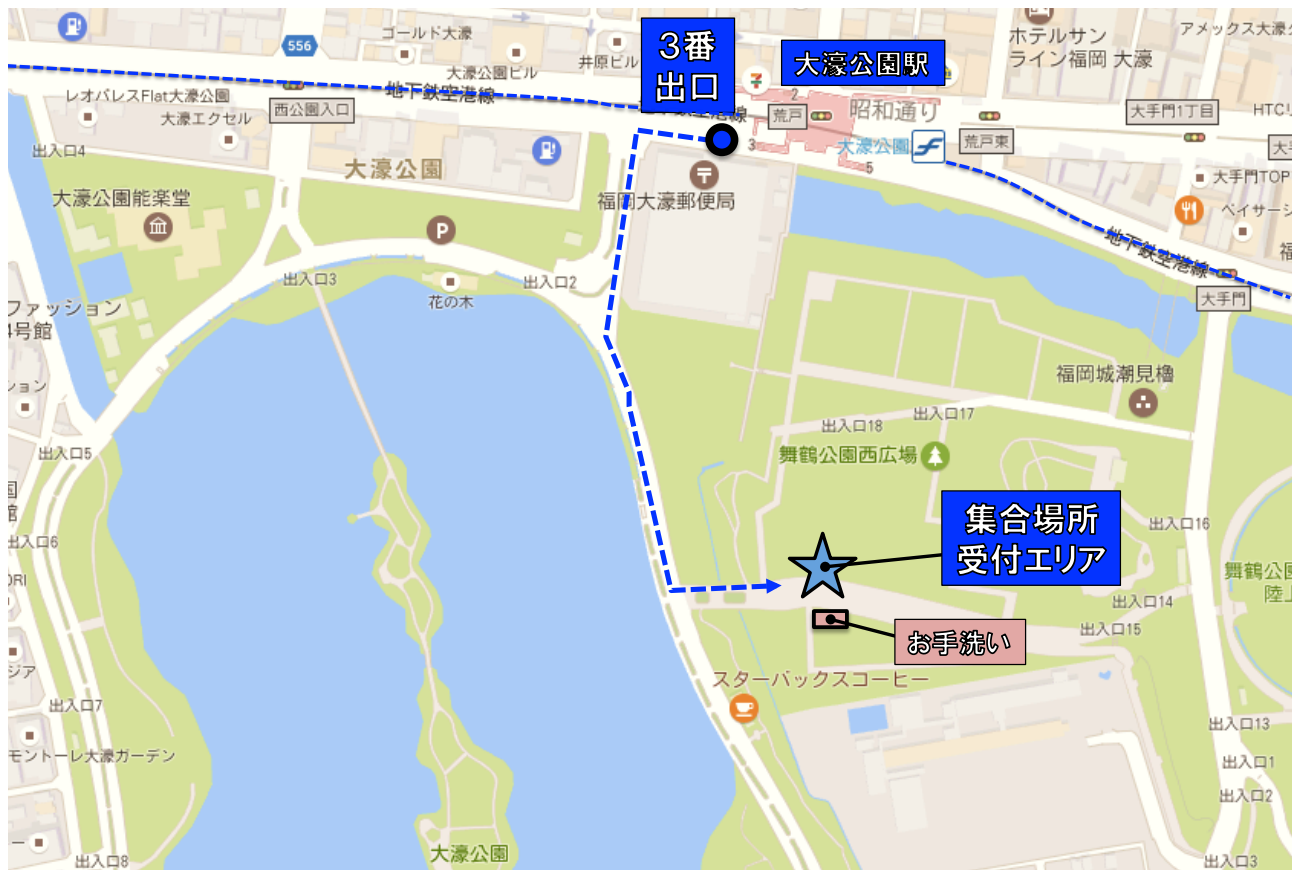 3番
出口
大濠公園駅
ホテルサン
ライン福岡 大濠
アメックス大濠
556
ゴールド大濠
大濠公園ビル
井原ビル
地下鉄空港線
レオパレスFlat大濠公園
西公園入口
大濠エクセル
2
荒戸
昭和通り
大手門1丁目
出入口4
大濠公園
3
大濠公園
5
荒戸東
大手門TOP
大濠公園能楽堂
福岡大濠郵便局
P
出入口3
出入口2
花の木
地下鉄空港線
大手門
ファッション
号館
福岡城潮見櫓
出入口17
出入口18
舞鶴公園西広場
出入口5
集合場所
受付エリア
出入口16
出入口6
舞鶴公
陸上
出入口14
出入口15
お手洗い
スターバックスコーヒー
出入口7
出入口13
モントーレ大濠ガーデン
出入口1
出入口2
大濠公園
出入口8
出入口3